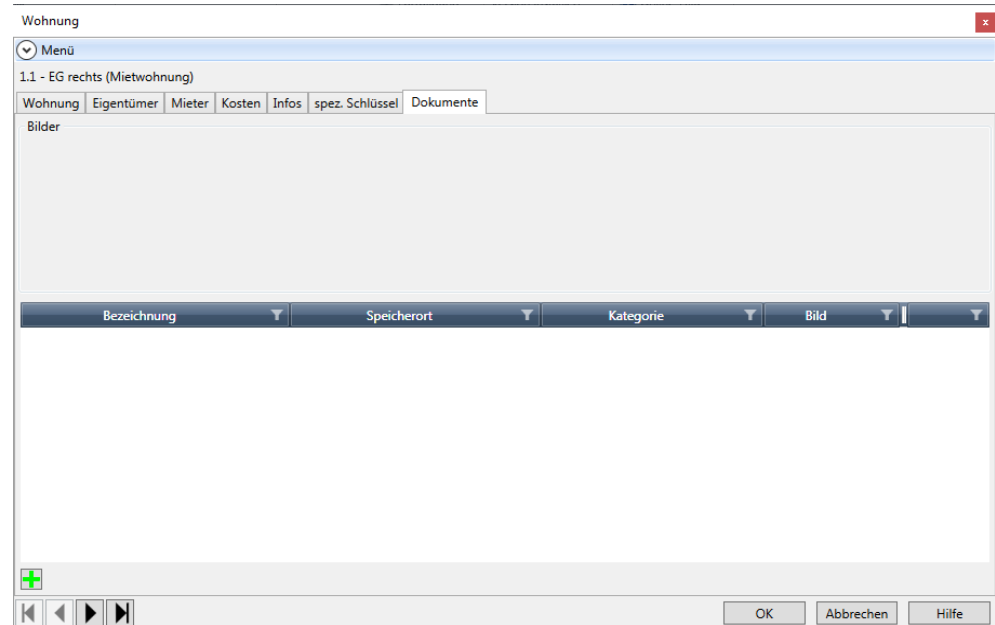 Wohnung
Menü
1.1 - EG rechts (Mietwohnung)
Wohnung Eigentümer Mieter Kosten Infos spez. Schlüssel Dokumente
Bilder
Bezeichnung Speicherort Kategorie Bild
OK Abbrechen Hilfe